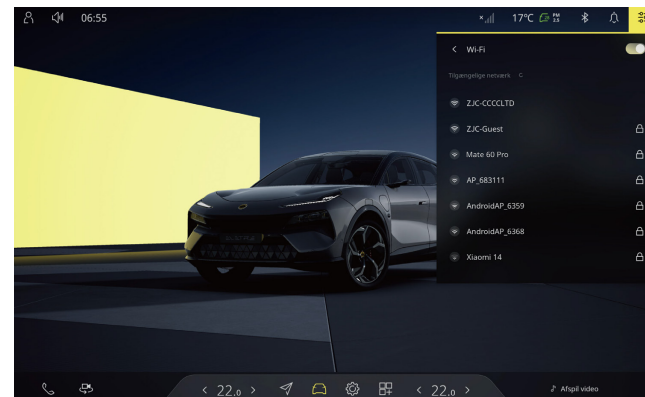 06:55
17℃ PM 2.5
Wi-Fi
Tilgængelige netværk
ZJC-CCCCLTD
ZJC-Guest
Mate 60 Pro
AP_683111
AndroidAP_6359
AndroidAP_6368
Xiaomi 14
< 22.0 >
< 22.0 >
Afspil video